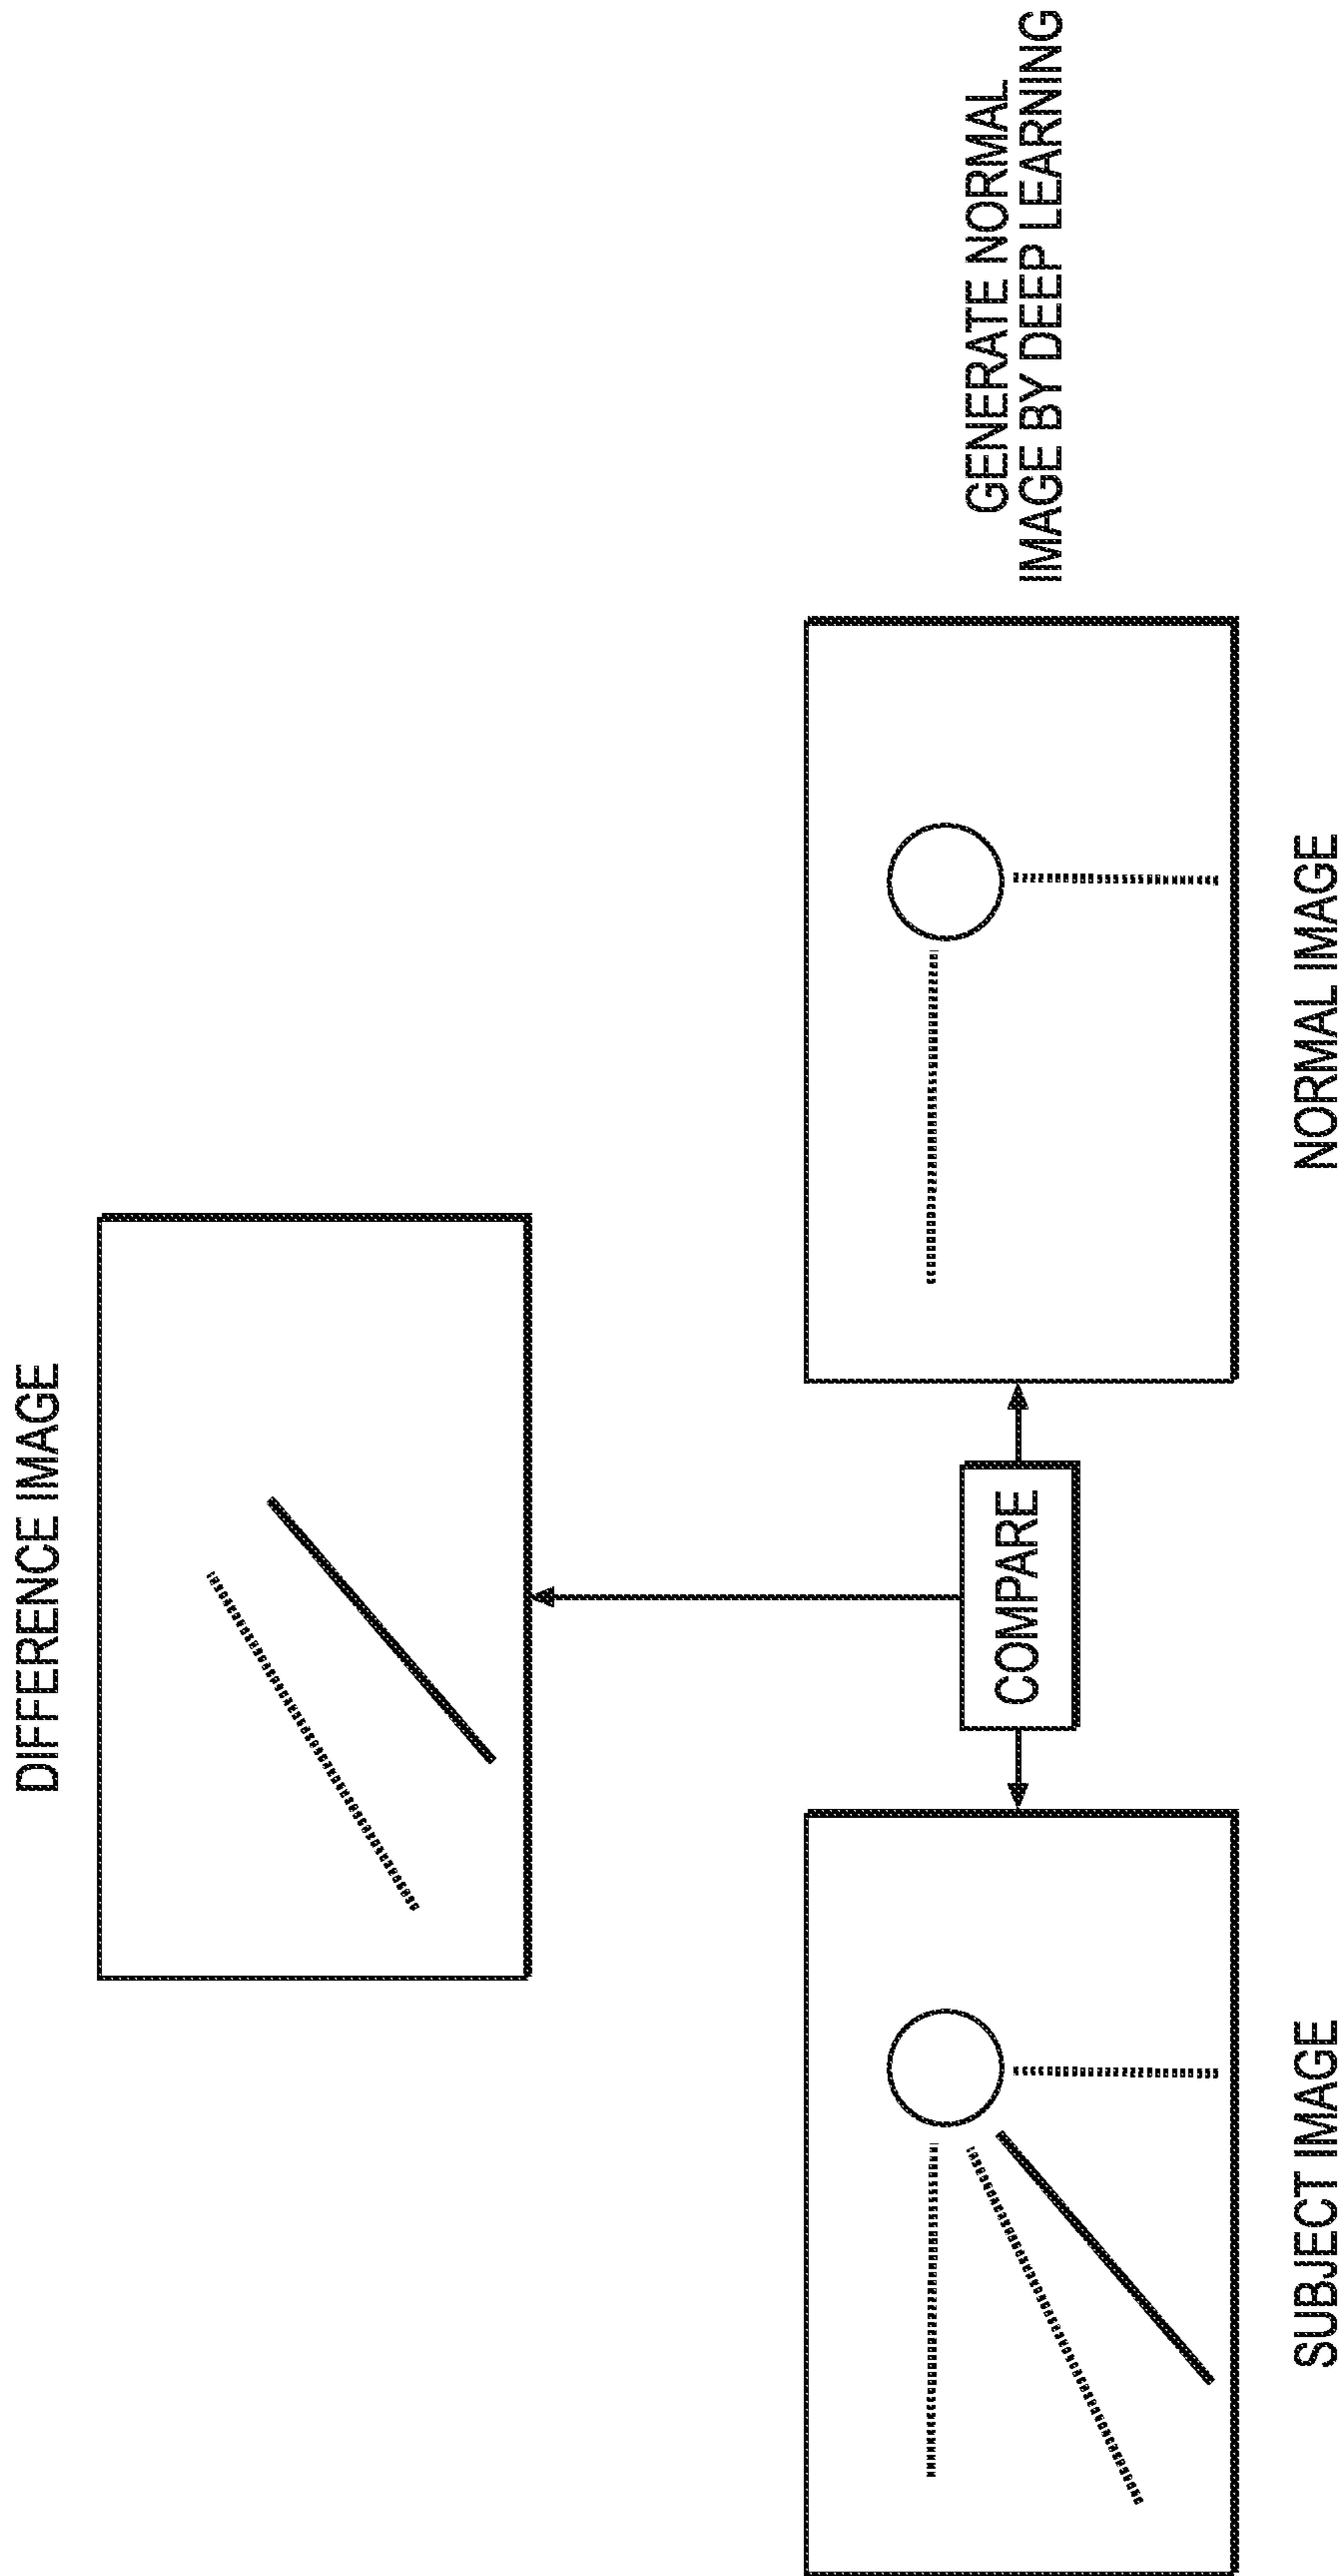 DIFFERENCE IMAGE
COMPARE
GENERATE NORMAL
IMAGE BY DEEP LEARNING
SUBJECT IMAGE
NORMAL IMAGE